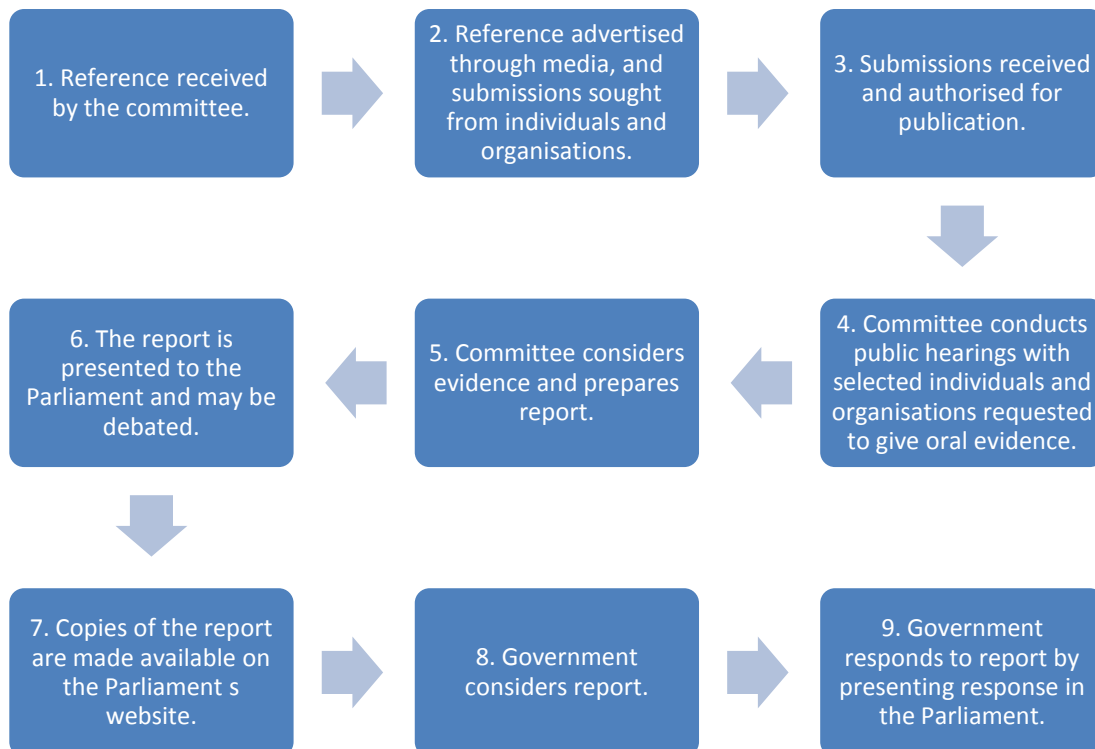 1. Reference received
by the committee.
2. Reference advertised
through media, and
submissions sought
from individuals and
organisations.
3. Submissions received
and authorised for
publication.
4. Committee conducts
public hearings with
selected individuals and
organisations requested
to give oral evidence.
5. Committee considers
evidence and prepares
report.
6. The report is
presented to the
Parliament and may be
debated.
7. Copies of the report
are made available on
the Parliament s
website.
8. Government
considers report.
9. Government
responds to report by
presenting response in
the Parliament.